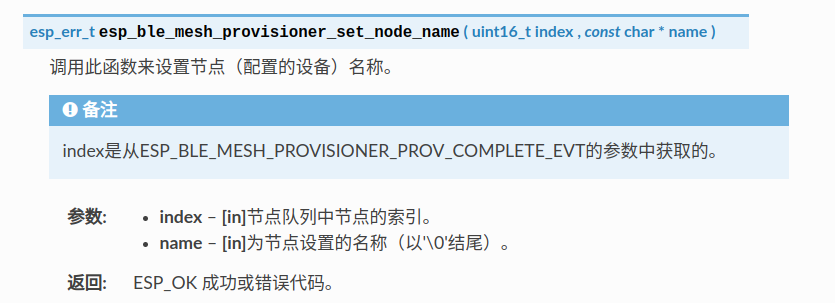 esp_err_t esp_ble_mesh_provisioner_set_node_name ( uint16_t index , const char * name )
调用此函数来设置节点（配置的设备）名称。
备注
index是从ESP_BLE_MESH_PROVISIONER_PROV_COMPLETE_EVT的参数中获取的。
参数: • index – [in]节点队列中节点的索引。
• name – [in]为节点设置的名称（以'\0'结尾）。
返回: ESP_OK 成功或错误代码。